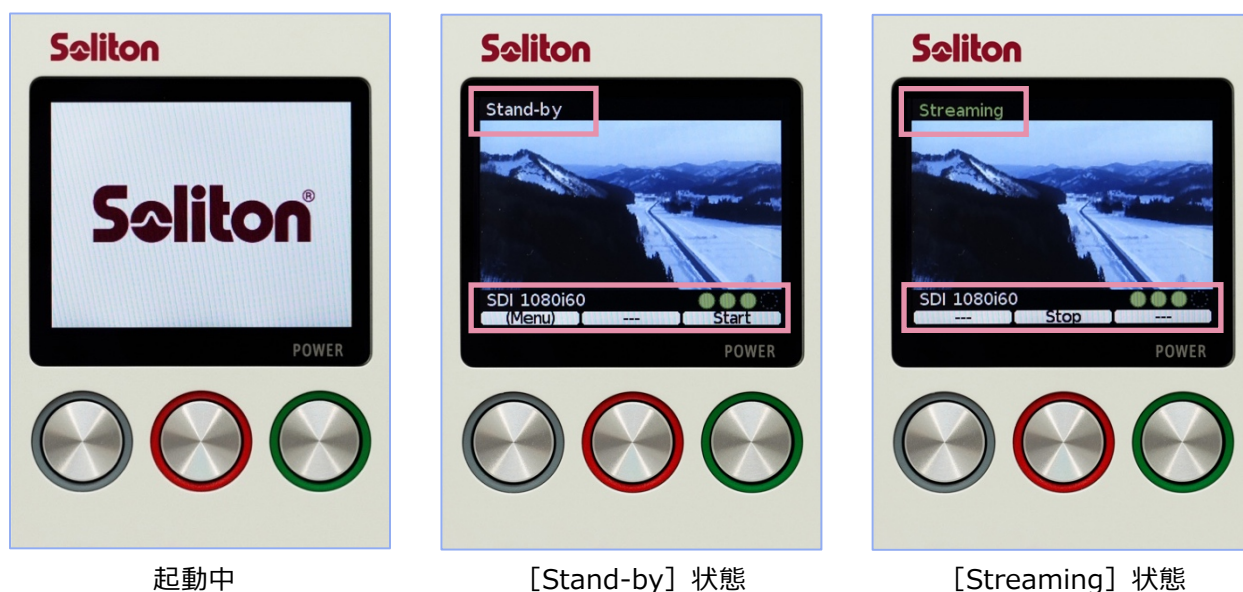 Soliton
Soliton®
POWER
起動中
Soliton
Stand-by
SDI 1080i60
(Menu) --- Start
POWER
［Stand-by］状態
Soliton
Streaming
SDI 1080i60
--- Stop ---
POWER
［Streaming］状態